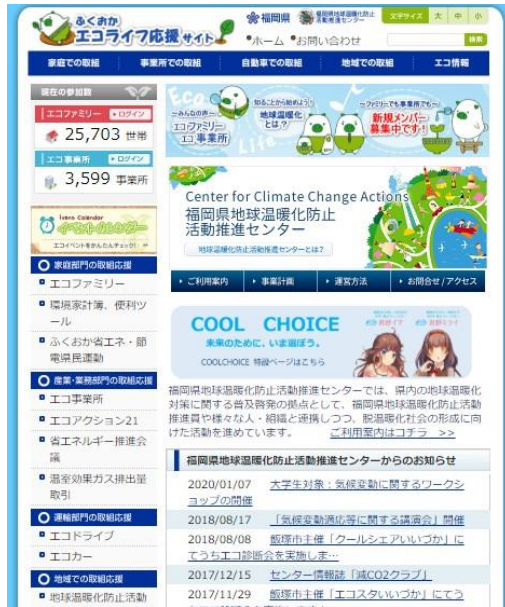 ふくおか
エコライフ応援サイト
福岡県
福岡県地球温暖化防止
活動推進センター
文字サイズ 大 中 小
•ホーム •お問い合わせ
検索
家庭での取組 事業所での取組 自動車での取組 地域での取組 エコ情報
現在の参加数
エコファミリー ログイン
25,703 世帯
エコ事業所 ログイン
3,599 事業所
Eco
Life
~みんなの声~
エコファミリー
エコ事業所
知ることから始めよう!
地球温暖化
とは?
~ファミリーでも事業所でも~
新規メンバー
募集中です!
Center for Climate Change Actions
福岡県地球温暖化防止
活動推進センター
地球温暖化防止活動推進センターとは?
ご利用案内 事業計画 運営方法 お問合せ/アクセス
Event Calendar
イベントカレンダー
エコイベントをかんたんチェック!
家庭部門の取組応援
エコファミリー
環境家計簿、便利ツ
ール
ふくおか省エネ・節
電県民運動
産業・業務部門の取組応援
エコ事業所
エコアクション21
省エネルギー推進会
議
温室効果ガス排出量
取引
運輸部門の取組応援
エコドライブ
エコカー
地域での取組応援
地球温暖化防止活動
COOL CHOICE
未来のために、いま選ぼう。
COOLCHOICE 特設ページはこちら
福岡県地球温暖化防止活動推進センターでは、県内の地球温暖化
対策に関する普及啓発の拠点として、福岡県地球温暖化防止活動
推進員や様々な人・組織と連携しつつ、脱温暖化社会の形成に向
けた活動を進めています。 ご利用案内はコチラ >>
福岡県地球温暖化防止活動推進センターからのお知らせ
2020/01/07 大学生対象:気候変動に関するワークシ
ョップの開催
2018/08/17 「気候変動適応等に関する講演会」開催
2018/08/08 飯塚市主催「クールシェアいいづか」に
てうちエコ診断会を実施しま…
2017/12/15 センター情報誌「減CO2クラブ」
2017/11/29 飯塚市主催「エコスタいいづか」にてう